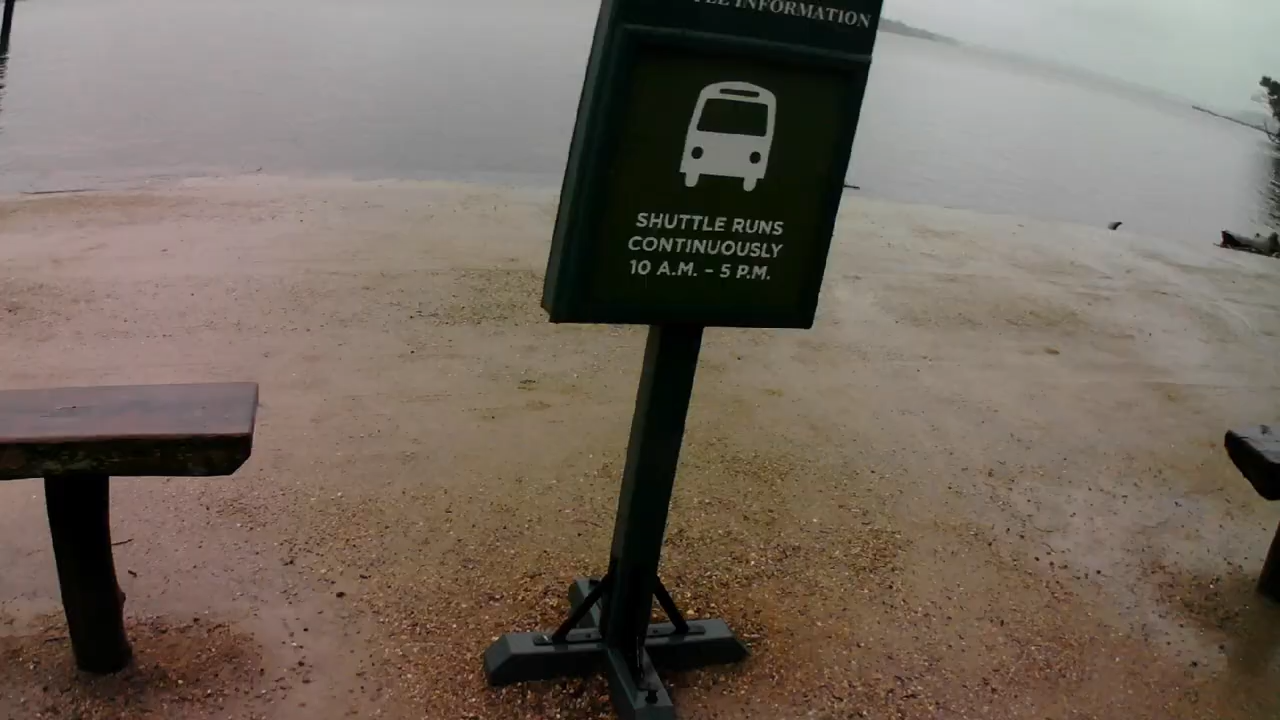 INFORMATION
SHUTTLE RUNS
CONTINUOUSLY
10 A.M. - 5 P.M.